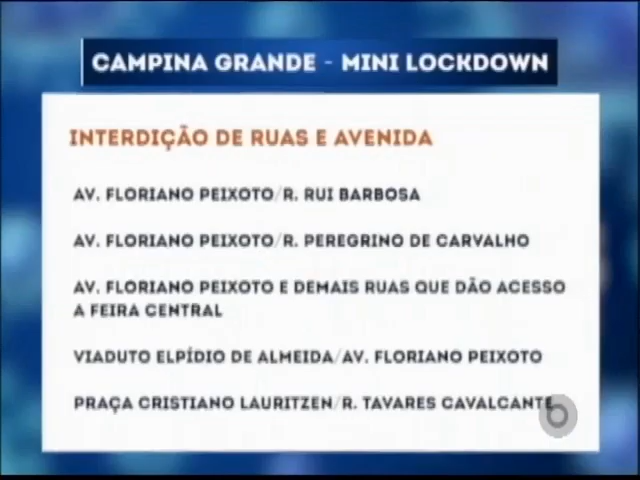 CAMPINA GRANDE - MINI LOCKDOWN
INTERDIÇÃO DE RUAS E AVENIDA
AV. FLORIANO PEIXOTO/R. RUI BARBOSA
AV. FLORIANO PEIXOTO/R. PEREGRINO DE CARVALHO
AV. FLORIANO PEIXOTO E DEMAIS RUAS QUE DÃO ACESSO
A FEIRA CENTRAL
VIADUTO ELPÍDIO DE ALMEIDA/AV. FLORIANO PEIXOTO
PRAÇA CRISTIANO LAURITZEN/R. TAVARES CAVALCANTE